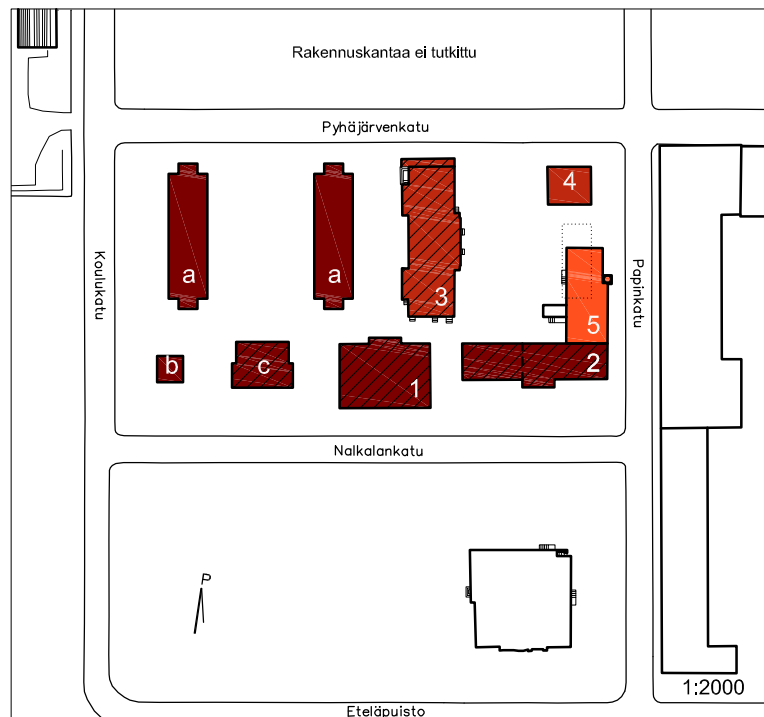 Rakennuskantaa ei tutkittu
Pyhäjärvenkatu
4
a
a
Koulukatu
Papinkatu
3
5
b
c
1
2
Nalkalankatu
P
1:2000
Eteläpuisto